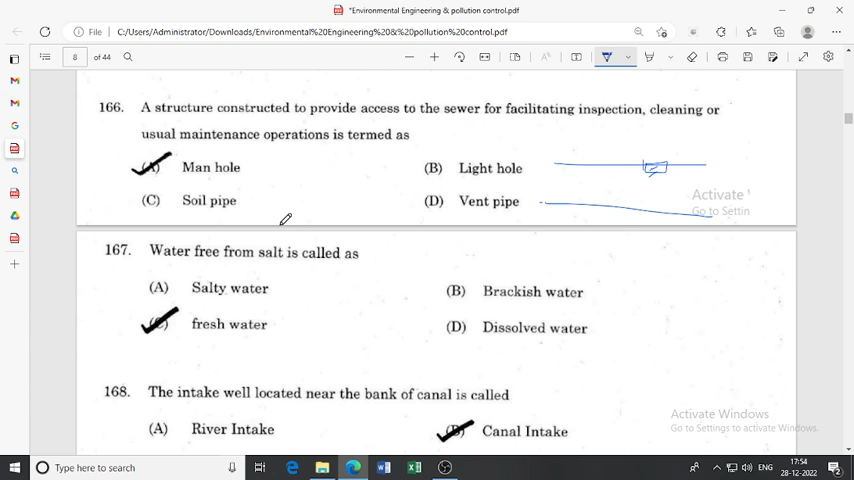 *Environmental Engineering & pollution control.pdf
File
C:/Users/Administrator/Downloads/Environmental%20Engineering%20&%20pollution%20control.pdf
8 of 44
166. A structure constructed to provide access to the sewer for facilitating inspection, cleaning or
usual maintenance operations is termed as
(A) Man hole (B) Light hole
(C) Soil pipe (D) Vent pipe
Activate
Go to Settin
167. Water free from salt is called as
(A) Salty water (B) Brackish water
(C) fresh water (D) Dissolved water
168. The intake well located near the bank of canal is called
(A) River Intake (B) Canal Intake
Activate Windows
Go to Settings to activate Windows.
Type here to search
ENG
17:54
28-12-2022
2